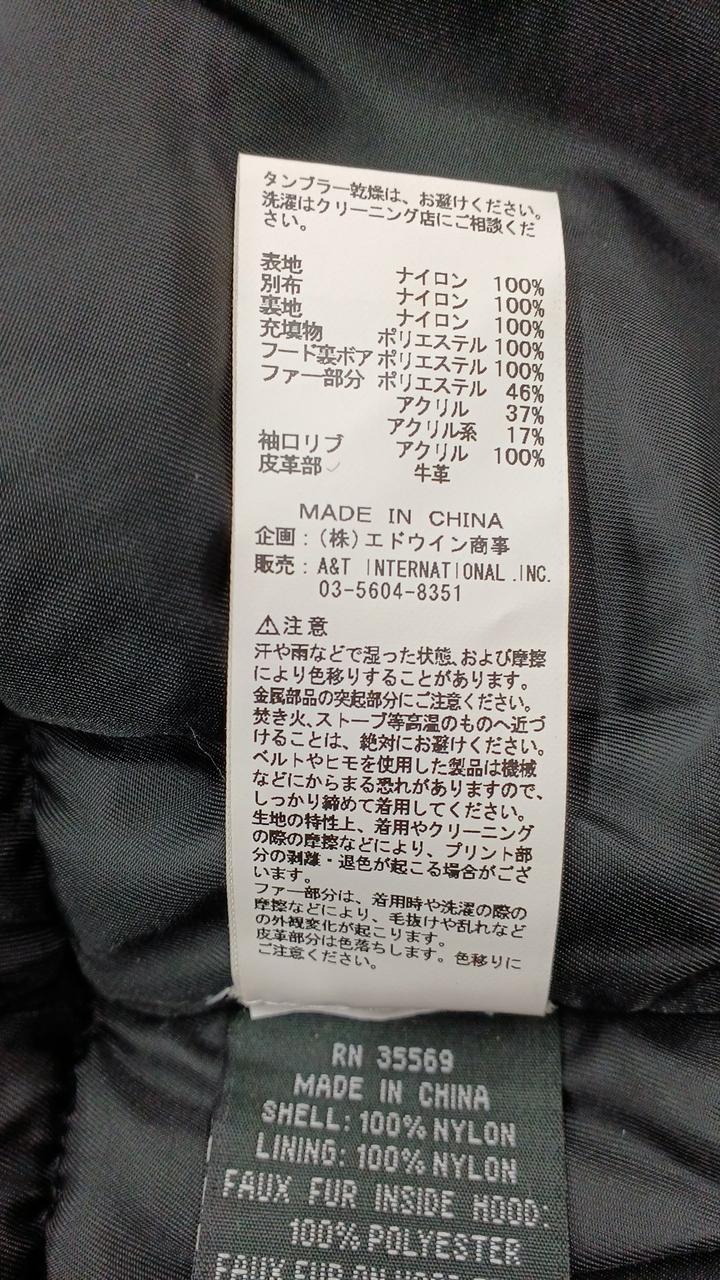 タンブラー乾燥は、お避けください。
洗濯はクリーニング店にご相談くだ
さい。
表地 ナイロン 100%
別布 ナイロン 100%
裏地 ナイロン 100%
充填物 ポリエステル 100%
フード裏ボア ポリエステル 100%
ファー部分 ポリエステル 46%
アクリル 37%
アクリル系 17%
袖口リブ アクリル 100%
皮革部 牛革
MADE IN CHINA
企画：(株)エドウイン商事
販売：A&T INTERNATIONAL.INC.
03-5604-8351
⚠注意
汗や雨などで湿った状態、および摩擦
により色移りすることがあります。
金属部品の突起部分にご注意ください。
焚き火、ストーブ等高温のものへ近づ
けることは、絶対にお避けください。
ベルトやヒモを使用した製品は機械
などにからまる恐れがありますので、
しっかり締めて着用してください。
生地の特性上、着用やクリーニング
の際の摩擦などにより、プリント部
分の剥離・退色が起こる場合がござ
います。
ファー部分は、着用時や洗濯の際の
摩擦などにより、毛抜けや乱れなど
の外観変化が起こります。
皮革部分は色落ちします。色移りに
ご注意ください。
RN 35569
MADE IN CHINA
SHELL: 100% NYLON
LINING: 100% NYLON
FAUX FUR INSIDE HOOD:
100% POLYESTER
FAUX FUR ON HOOD